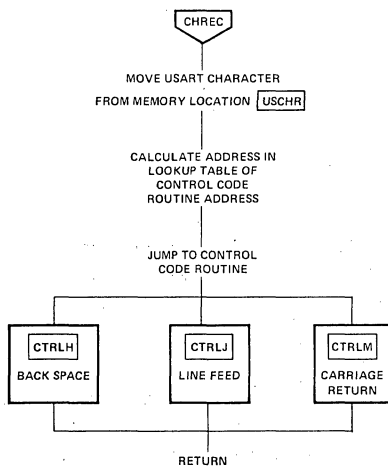 CHREC
MOVE USART CHARACTER
FROM MEMORY LOCATION USCHR
CALCULATE ADDRESS IN
LOOKUP TABLE OF
CONTROL CODE
ROUTINE ADDRESS
JUMP TO CONTROL
CODE ROUTINE
CTRLH
BACK SPACE
CTRLJ
LINE FEED
CTRLM
CARRIAGE
RETURN
RETURN